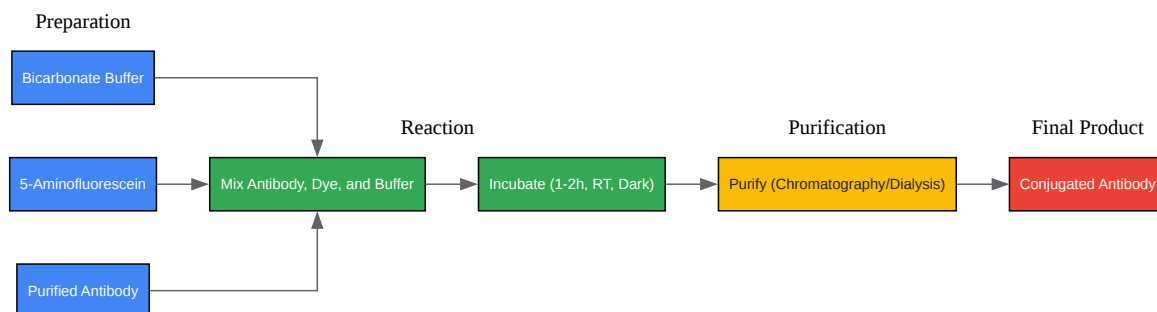 Preparation
Bicarbonate Buffer
Reaction
Purification
Final Product
5-Aminofluorescein
Mix Antibody, Dye, and Buffer
Incubate (1-2h, RT, Dark)
Purify (Chromatography/Dialysis)
Conjugated Antibody
Purified Antibody